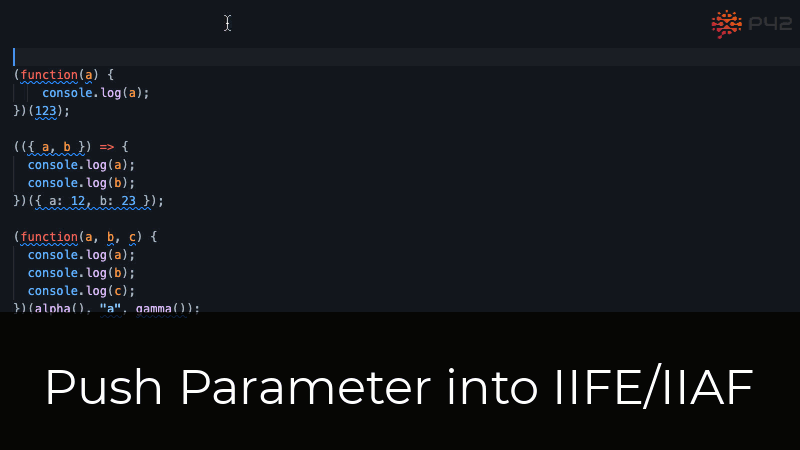 P42
(function(a) {
    console.log(a);
})(123);
(({ a, b }) => {
  console.log(a);
  console.log(b);
})({ a: 12, b: 23 });
(function(a, b, c) {
  console.log(a);
  console.log(b);
  console.log(c);
})(alpha(), "a", gamma());
Push Parameter into IIFE/IIAF